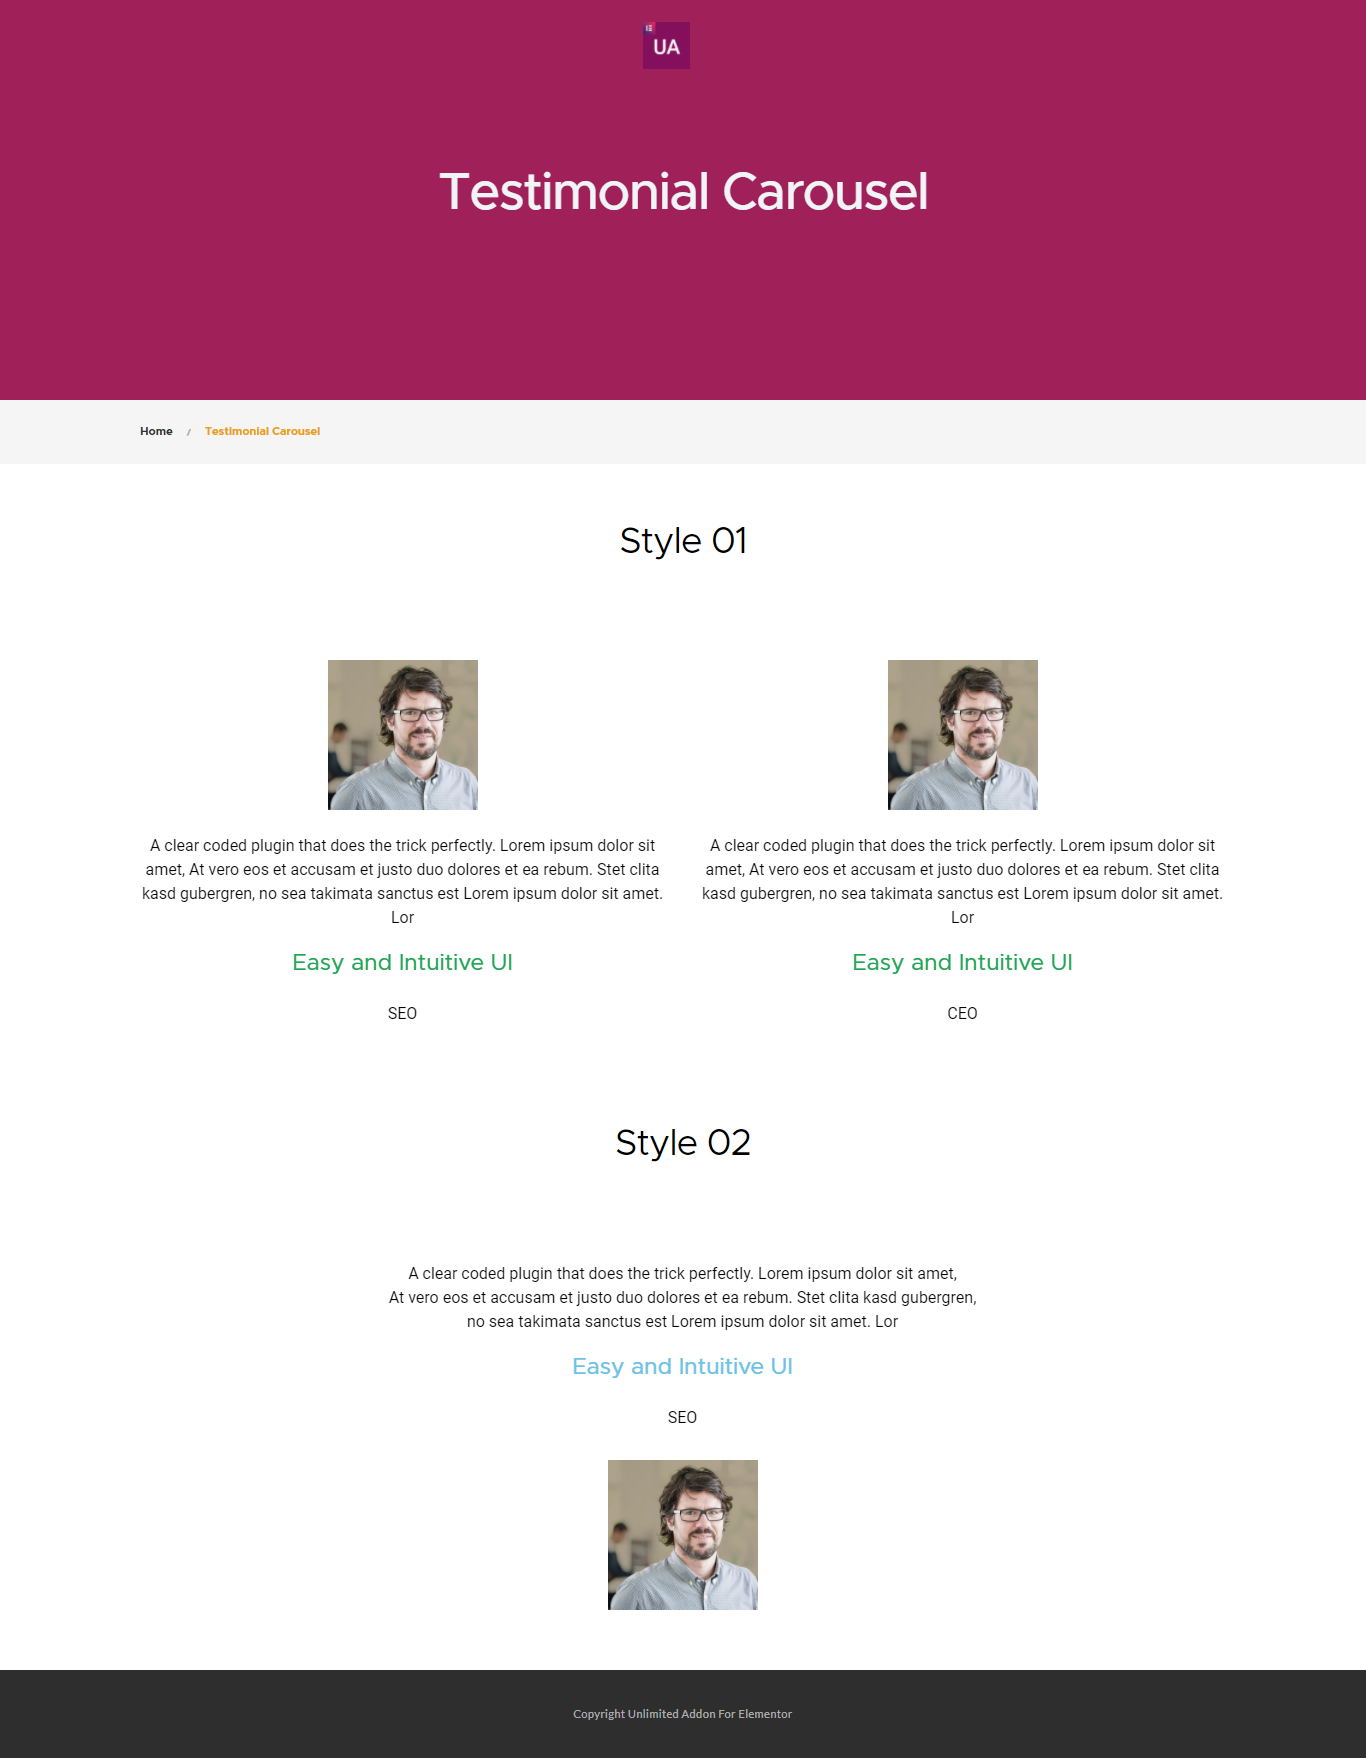 UA
Testimonial Carousel
Home / Testimonial Carousel
Style 01
A clear coded plugin that does the trick perfectly. Lorem ipsum dolor sit
amet, At vero eos et accusam et justo duo dolores et ea rebum. Stet clita
kasd gubergren, no sea takimata sanctus est Lorem ipsum dolor sit amet.
Lor
Easy and Intuitive UI
SEO
A clear coded plugin that does the trick perfectly. Lorem ipsum dolor sit
amet, At vero eos et accusam et justo duo dolores et ea rebum. Stet clita
kasd gubergren, no sea takimata sanctus est Lorem ipsum dolor sit amet.
Lor
Easy and Intuitive UI
CEO
Style 02
A clear coded plugin that does the trick perfectly. Lorem ipsum dolor sit amet,
At vero eos et accusam et justo duo dolores et ea rebum. Stet clita kasd gubergren,
no sea takimata sanctus est Lorem ipsum dolor sit amet. Lor
Easy and Intuitive UI
SEO
Copyright Unlimited Addon For Elementor